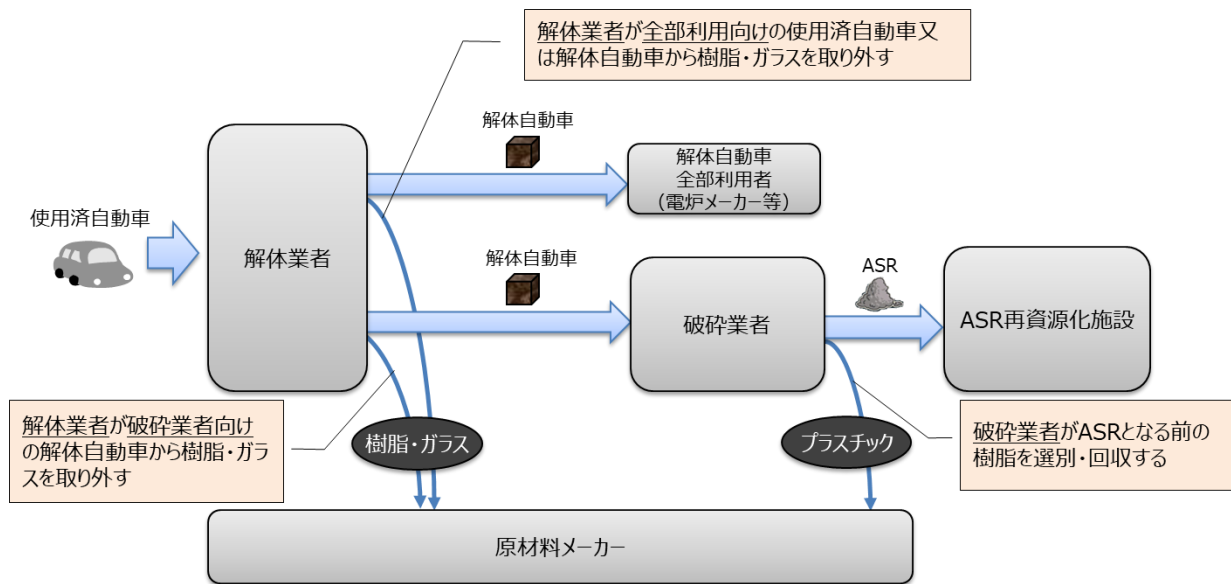 解体業者が全部利用向けの使用済自動車又
は解体自動車から樹脂・ガラスを取り外す
解体自動車
解体自動車
全部利用者
（電炉メーカー等）
使用済自動車
解体業者
解体自動車
破砕業者
ASR
ASR再資源化施設
解体業者が破砕業者向け
の解体自動車から樹脂・ガラ
スを取り外す
樹脂・ガラス
プラスチック
破砕業者がASRとなる前の
樹脂を選別・回収する
原材料メーカー